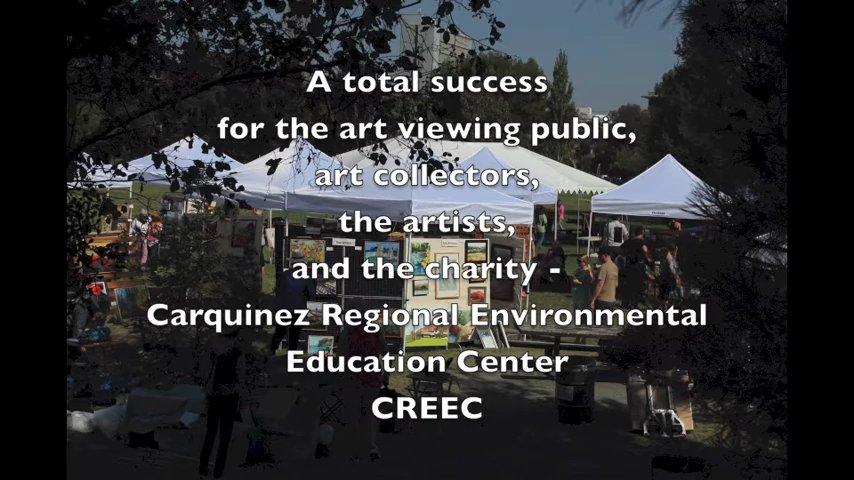 A total success
for the art viewing public,
art collectors,
the artists,
and the charity -
Carquinez Regional Environmental
Education Center
CREEC